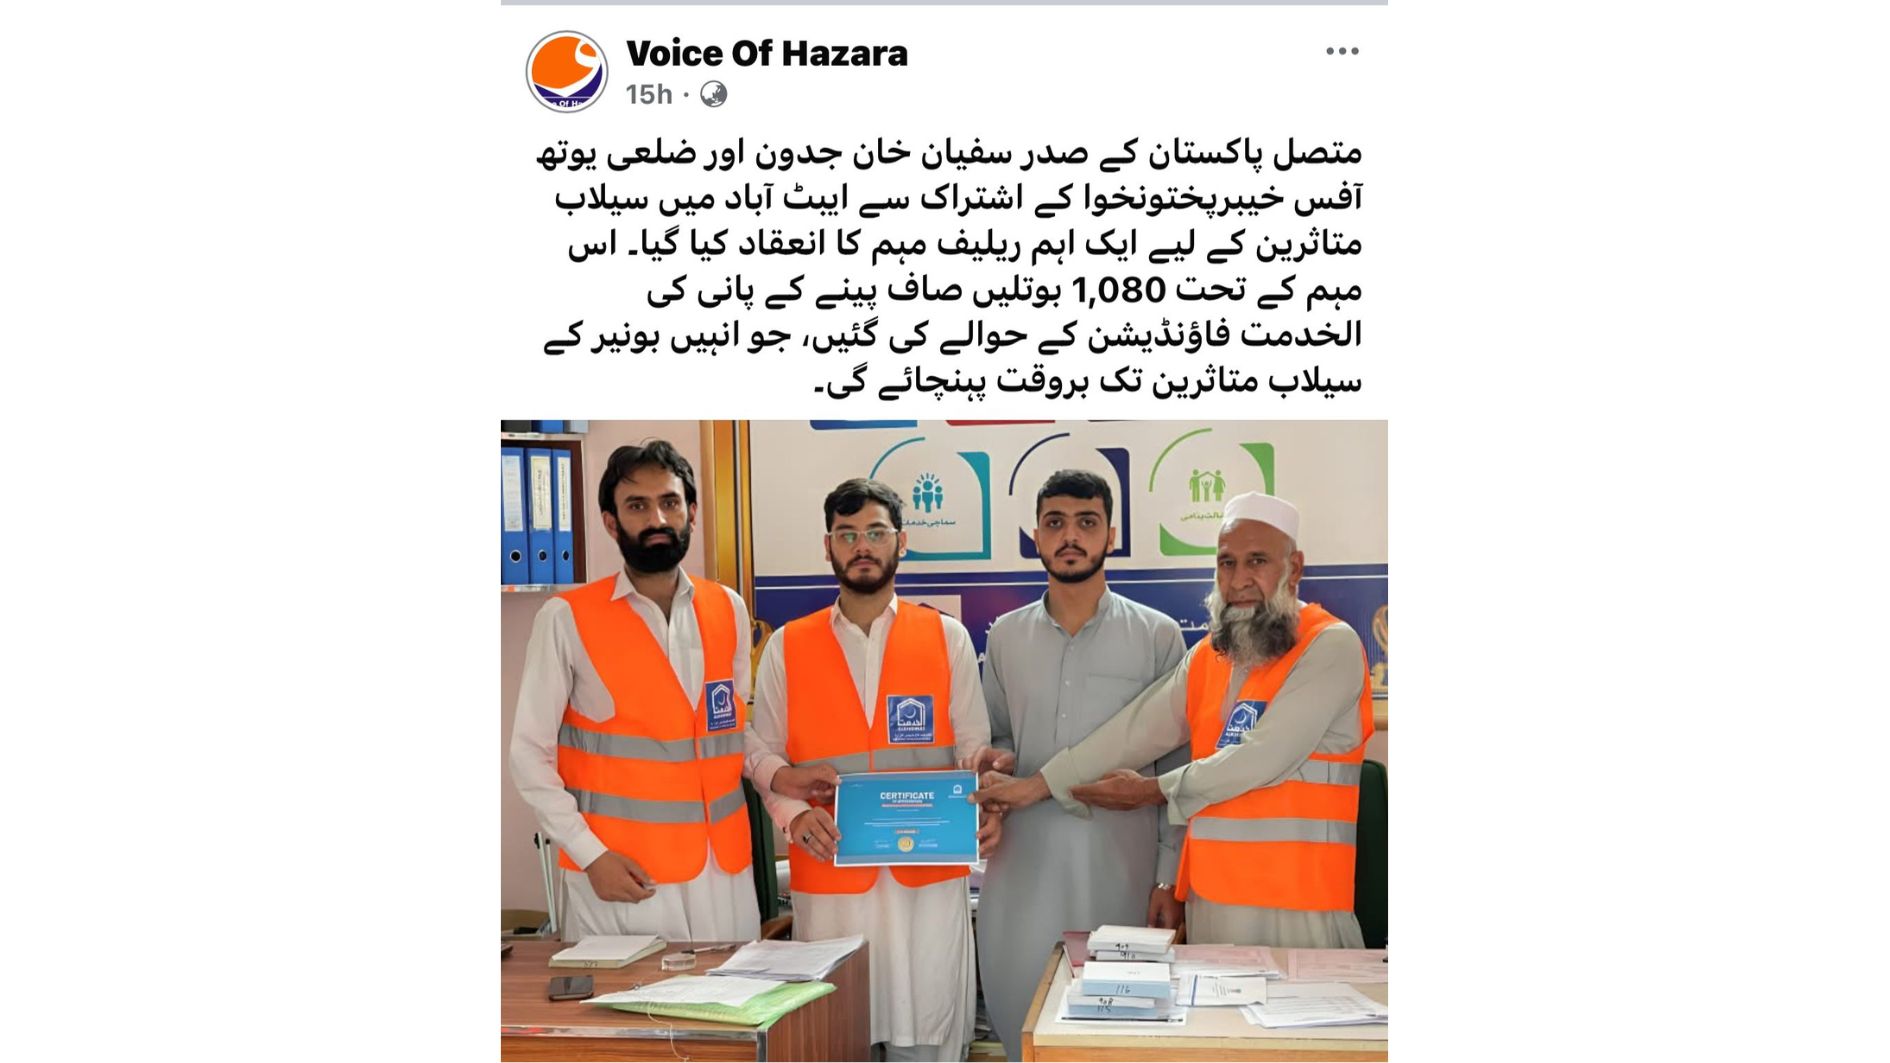 Voice Of Hazara
15h ·
متصل پاکستان کے صدر سفیان خان جدون اور ضلعی یوتھ
آفس خیبرپختونخوا کے اشتراک سے ایبٹ آباد میں سیلاب
متاثرین کے لیے ایک اہم ریلیف مہم کا انعقاد کیا گیا۔ اس
مہم کے تحت 1,080 بوتلیں صاف پینے کے پانی کی
الخدمت فاؤنڈیشن کے حوالے کی گئیں، جو انہیں بونیر کے
سیلاب متاثرین تک بروقت پہنچائے گی۔
سماجی خدمات
الخدمت
ALKHIDMAT
CERTIFICATE
OF APPRECIATION